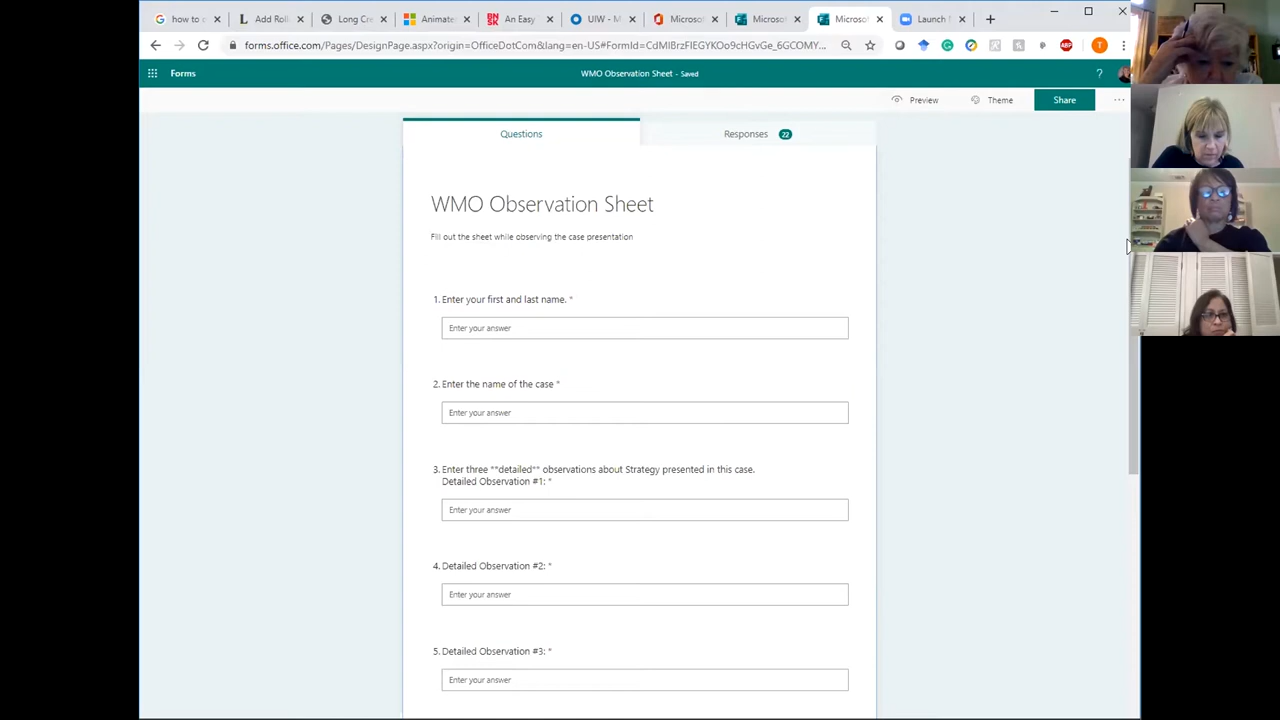 how to c
Add Roll
Long Cre
Animate
BNSK
An Easy
UIW - M
Microso
Microso
Microso
Launch
forms.office.com/Pages/DesignPage.aspx?origin=OfficeDotCom&lang=en-US#FormId=CdMIBrzFIEGYKOo9cHGvGe_6GCOMY...
ABP
T
Forms
WMO Observation Sheet - Saved
?
Preview
Theme
Share
Questions
Responses 22
WMO Observation Sheet
Fill out the sheet while observing the case presentation
1. Enter your first and last name. *
Enter your answer
2. Enter the name of the case *
Enter your answer
3. Enter three **detailed** observations about Strategy presented in this case.
Detailed Observation #1: *
Enter your answer
4. Detailed Observation #2: *
Enter your answer
5. Detailed Observation #3: *
Enter your answer